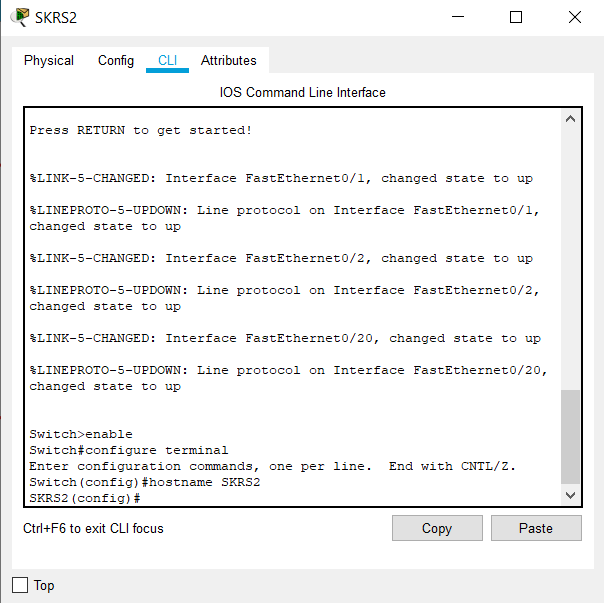 SKRS2
Physical Config CLI Attributes
IOS Command Line Interface
Press RETURN to get started!
%LINK-5-CHANGED: Interface FastEthernet0/1, changed state to up
%LINEPROTO-5-UPDOWN: Line protocol on Interface FastEthernet0/1,
changed state to up
%LINK-5-CHANGED: Interface FastEthernet0/2, changed state to up
%LINEPROTO-5-UPDOWN: Line protocol on Interface FastEthernet0/2,
changed state to up
%LINK-5-CHANGED: Interface FastEthernet0/20, changed state to up
%LINEPROTO-5-UPDOWN: Line protocol on Interface FastEthernet0/20,
changed state to up
Switch>enable
Switch#configure terminal
Enter configuration commands, one per line.  End with CNTL/Z.
Switch(config)#hostname SKRS2
SKRS2(config)#
Ctrl+F6 to exit CLI focus Copy Paste
Top